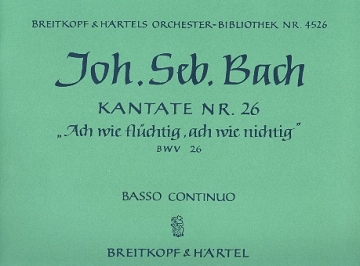 BREITKOPF & HÄRTELS ORCHESTER-BIBLIOTHEK NR. 4526
Joh. Seb. Bach
KANTATE NR. 26
„Ach wie flüchtig, ach wie nichtig"
BWV 26
BASSO CONTINUO
BREITKOPF & HÄRTEL